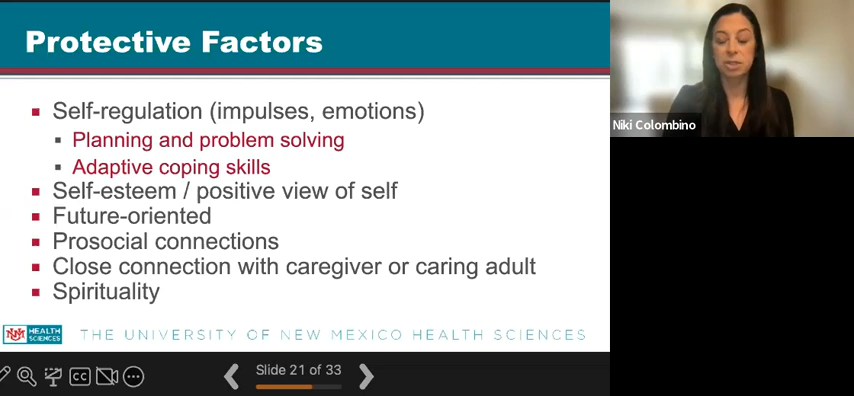 Protective Factors
Self-regulation (impulses, emotions)
Planning and problem solving
Adaptive coping skills
Self-esteem / positive view of self
Future-oriented
Prosocial connections
Close connection with caregiver or caring adult
Spirituality
UNM HEALTH SCIENCES
THE UNIVERSITY OF NEW MEXICO HEALTH SCIENCES
CC
Slide 21 of 33
Niki Colombino